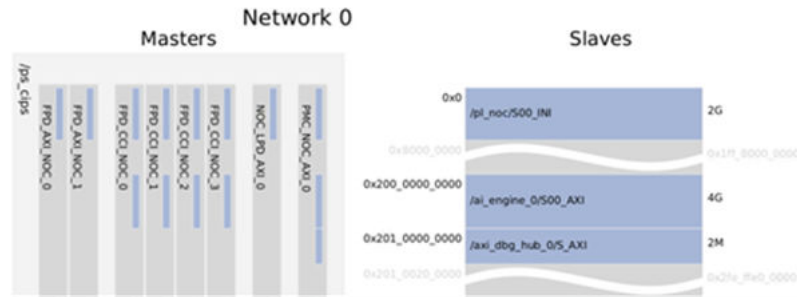 Network 0
Masters
Slaves
/ps_cips
FPD_AXI_NOC_0
FPD_AXI_NOC_1
FPD_CCI_NOC_0
FPD_CCI_NOC_1
FPD_CCI_NOC_2
FPD_CCI_NOC_3
NOC_LPD_AXI_0
PMC_NOC_AXI_0
0x0
/pl_noc/S00_INI
2G
0x8000_0000
0x1ff_8000_0000
0x200_0000_0000
/ai_engine_0/S00_AXI
4G
0x201_0000_0000
/axi_dbg_hub_0/S_AXI
2M
0x201_0020_0000